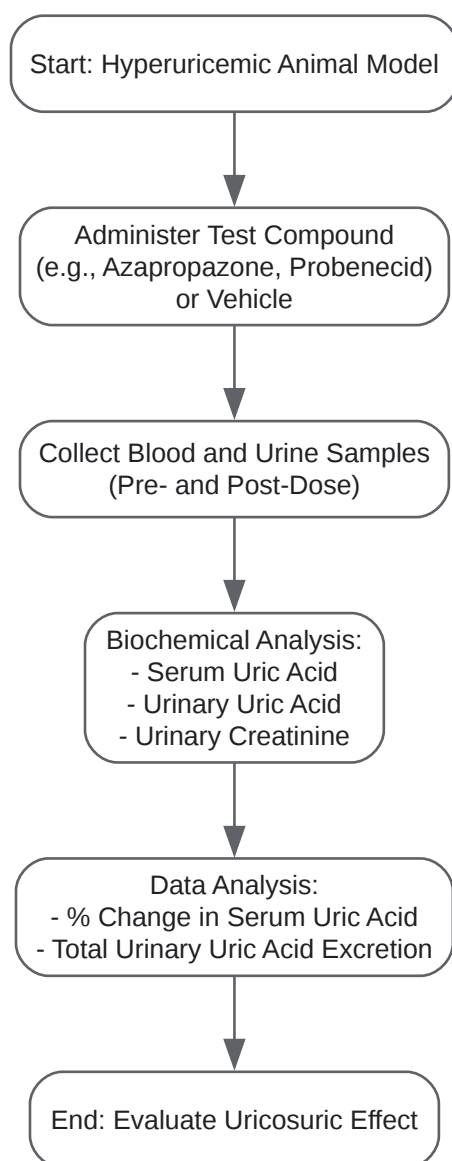 Start: Hyperuricemic Animal Model
Administer Test Compound
(e.g., Azapropazone, Probenecid)
or Vehicle
Collect Blood and Urine Samples
(Pre- and Post-Dose)
Biochemical Analysis:
- Serum Uric Acid
- Urinary Uric Acid
- Urinary Creatinine
Data Analysis:
- % Change in Serum Uric Acid
- Total Urinary Uric Acid Excretion
End: Evaluate Uricosuric Effect